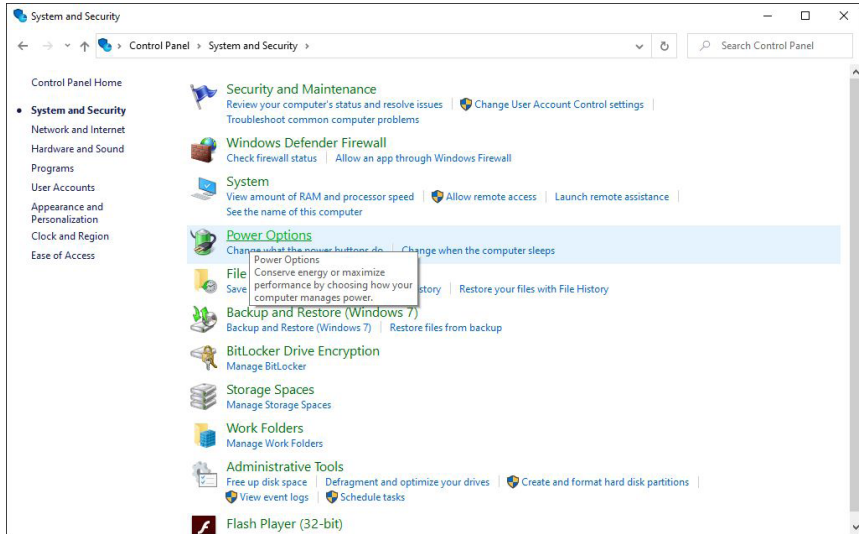 System and Security
Control Panel > System and Security >
Search Control Panel
Control Panel Home
System and Security
Network and Internet
Hardware and Sound
Programs
User Accounts
Appearance and
Personalization
Clock and Region
Ease of Access
Security and Maintenance
Review your computer's status and resolve issues | Change User Account Control settings |
Troubleshoot common computer problems
Windows Defender Firewall
Check firewall status | Allow an app through Windows Firewall
System
View amount of RAM and processor speed | Allow remote access | Launch remote assistance |
See the name of this computer
Power Options
Change what the power buttons do | Change when the computer sleeps
Power Options
Conserve energy or maximize
performance by choosing how your
computer manages power.
File
Save story | Restore your files with File History
Backup and Restore (Windows 7)
Backup and Restore (Windows 7) | Restore files from backup
BitLocker Drive Encryption
Manage BitLocker
Storage Spaces
Manage Storage Spaces
Work Folders
Manage Work Folders
Administrative Tools
Free up disk space | Defragment and optimize your drives | Create and format hard disk partitions |
View event logs | Schedule tasks
Flash Player (32-bit)